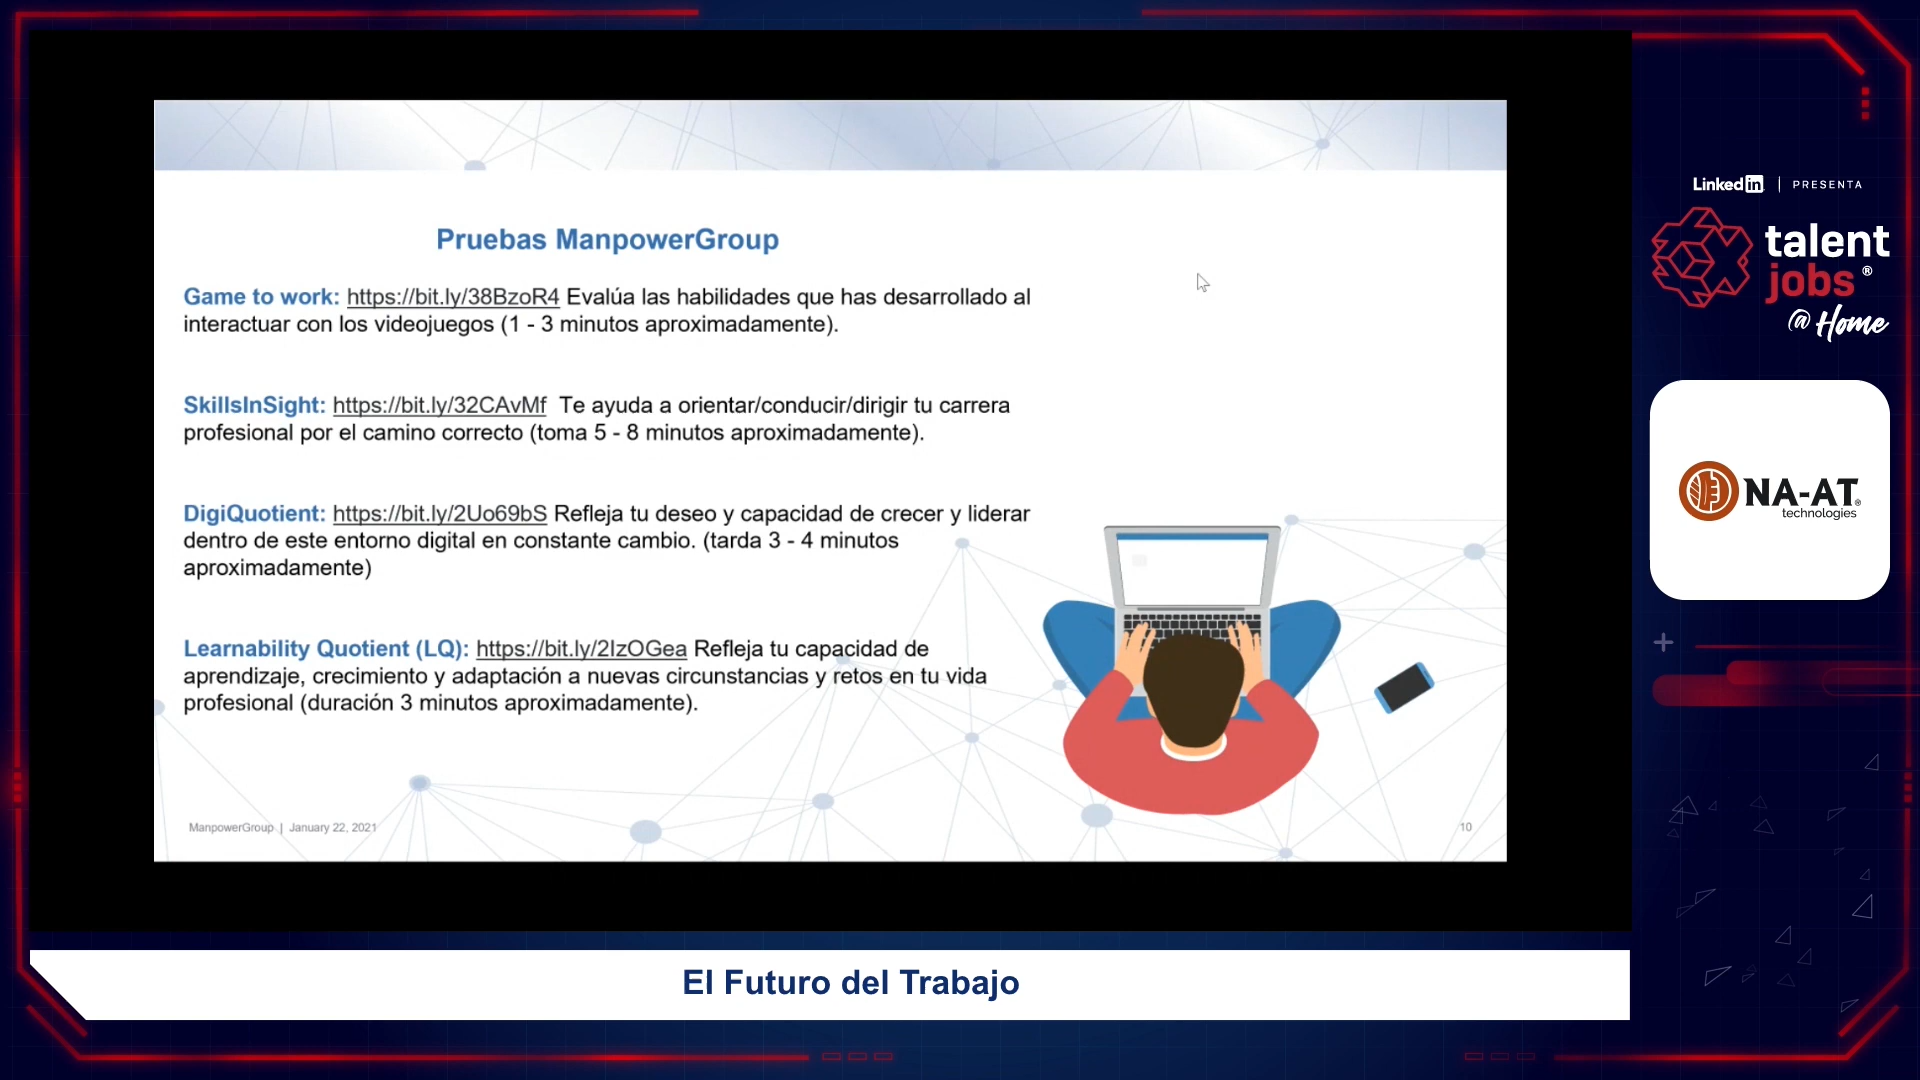 Pruebas ManpowerGroup
Game to work: https://bit.ly/38BzoR4 Evalúa las habilidades que has desarrollado al
interactuar con los videojuegos (1 - 3 minutos aproximadamente).
SkillsInSight: https://bit.ly/32CAvMf Te ayuda a orientar/conducir/dirigir tu carrera
profesional por el camino correcto (toma 5 - 8 minutos aproximadamente).
DigiQuotient: https://bit.ly/2Uo69bS Refleja tu deseo y capacidad de crecer y liderar
dentro de este entorno digital en constante cambio. (tarda 3 - 4 minutos
aproximadamente)
Learnability Quotient (LQ): https://bit.ly/2IzOGea Refleja tu capacidad de
aprendizaje, crecimiento y adaptación a nuevas circunstancias y retos en tu vida
profesional (duración 3 minutos aproximadamente).
ManpowerGroup | January 22, 2021
10
LinkedIn | PRESENTA
talent
jobs®
@Home
NA-AT®
technologies
El Futuro del Trabajo